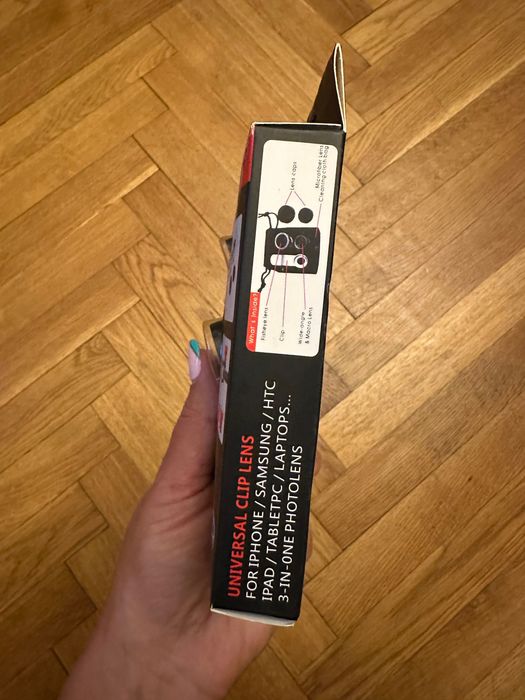 UNIVERSAL CLIP LENS
FOR IPHONE / SAMSUNG / HTC
IPAD / TABLETPC / LAPTOPS...
3-IN-0NE PHOTOLENS
What's Inside?
Fisheye lens
Clip
Wide-angle
& Macro Lens
Lens caps
Microfiber Lens
Cleaning cloth bag